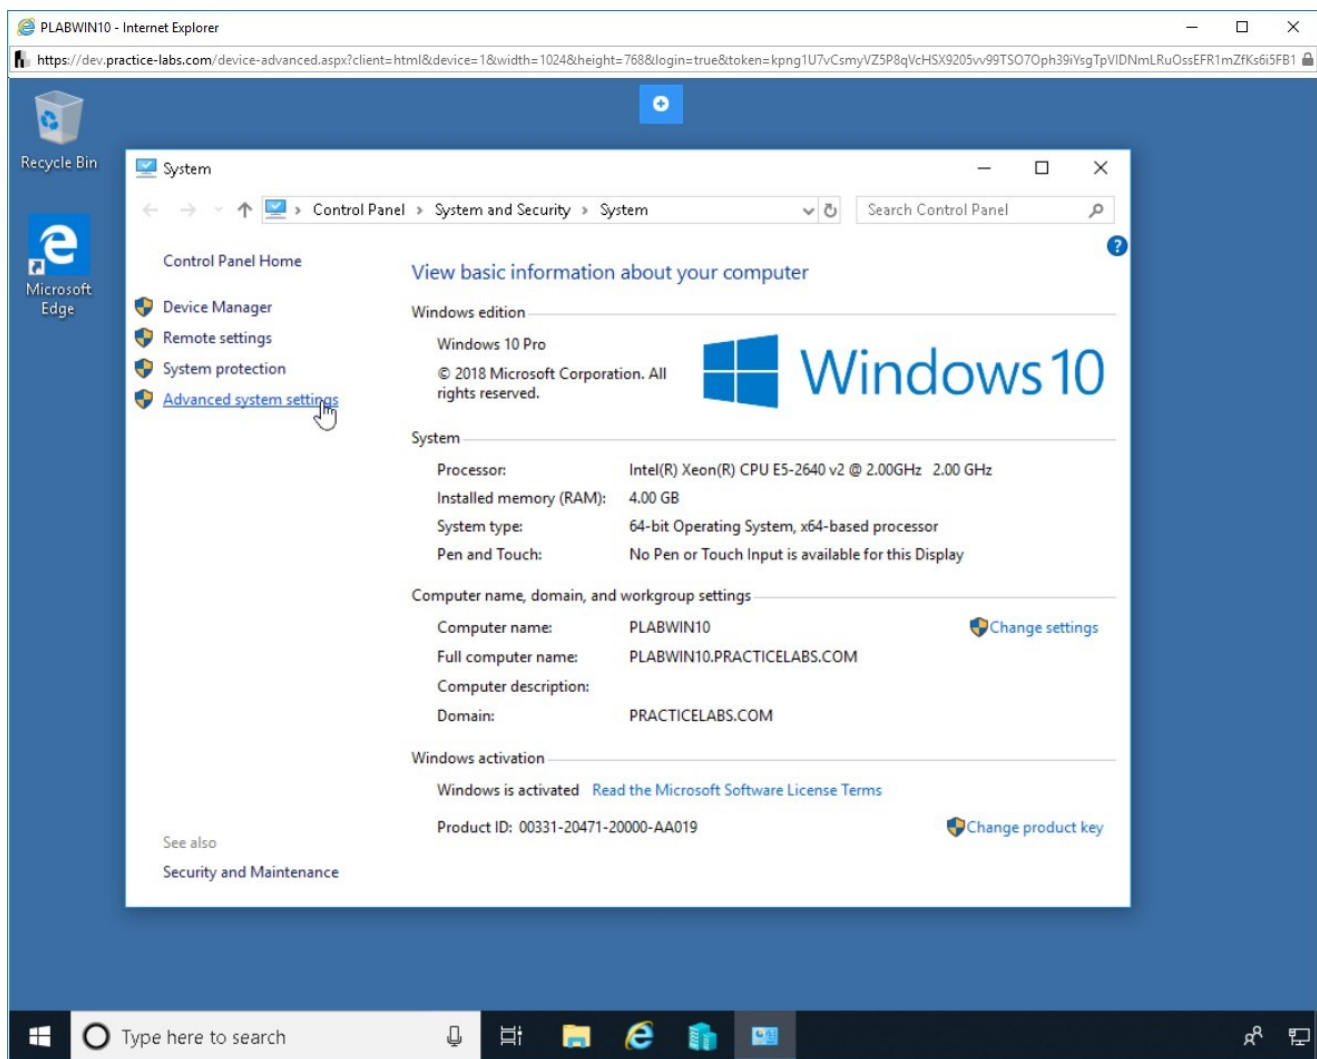 PLABWIN10 - Internet Explorer
https://dev.practice-labs.com/device-advanced.aspx?client=html&device=1&width=1024&height=768&login=true&token=kpng1U7vCsmyVZ5P8qVcHSX9205vv99TSO7Oph39iYsgTpVIDNmLRuOssEFR1mZfKs6i5FB1
Recycle Bin
Microsoft
Edge
System
Control Panel > System and Security > System
Search Control Panel
Control Panel Home
Device Manager
Remote settings
System protection
Advanced system settings
See also
Security and Maintenance
View basic information about your computer
Windows edition
Windows 10 Pro
© 2018 Microsoft Corporation. All
rights reserved.
Windows 10
System
Processor: Intel(R) Xeon(R) CPU E5-2640 v2 @ 2.00GHz 2.00 GHz
Installed memory (RAM): 4.00 GB
System type: 64-bit Operating System, x64-based processor
Pen and Touch: No Pen or Touch Input is available for this Display
Computer name, domain, and workgroup settings
Computer name: PLABWIN10 Change settings
Full computer name: PLABWIN10.PRACTICELABS.COM
Computer description:
Domain: PRACTICELABS.COM
Windows activation
Windows is activated Read the Microsoft Software License Terms
Product ID: 00331-20471-20000-AA019 Change product key
Type here to search